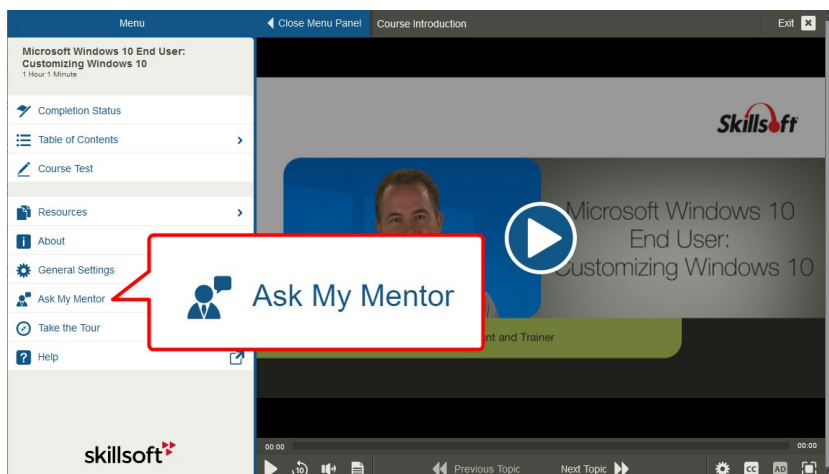 Menu
Close Menu Panel
Course Introduction
Exit
Microsoft Windows 10 End User:
Customizing Windows 10
1 Hour 1 Minute
Completion Status
Table of Contents
Course Test
Resources
About
General Settings
Ask My Mentor
Take the Tour
Help
skillsoft
Ask My Mentor
Skillsoft
Microsoft Windows 10
End User:
Customizing Windows 10
and Trainer
00:00
00:00
10
Previous Topic
Next Topic
CC
AD